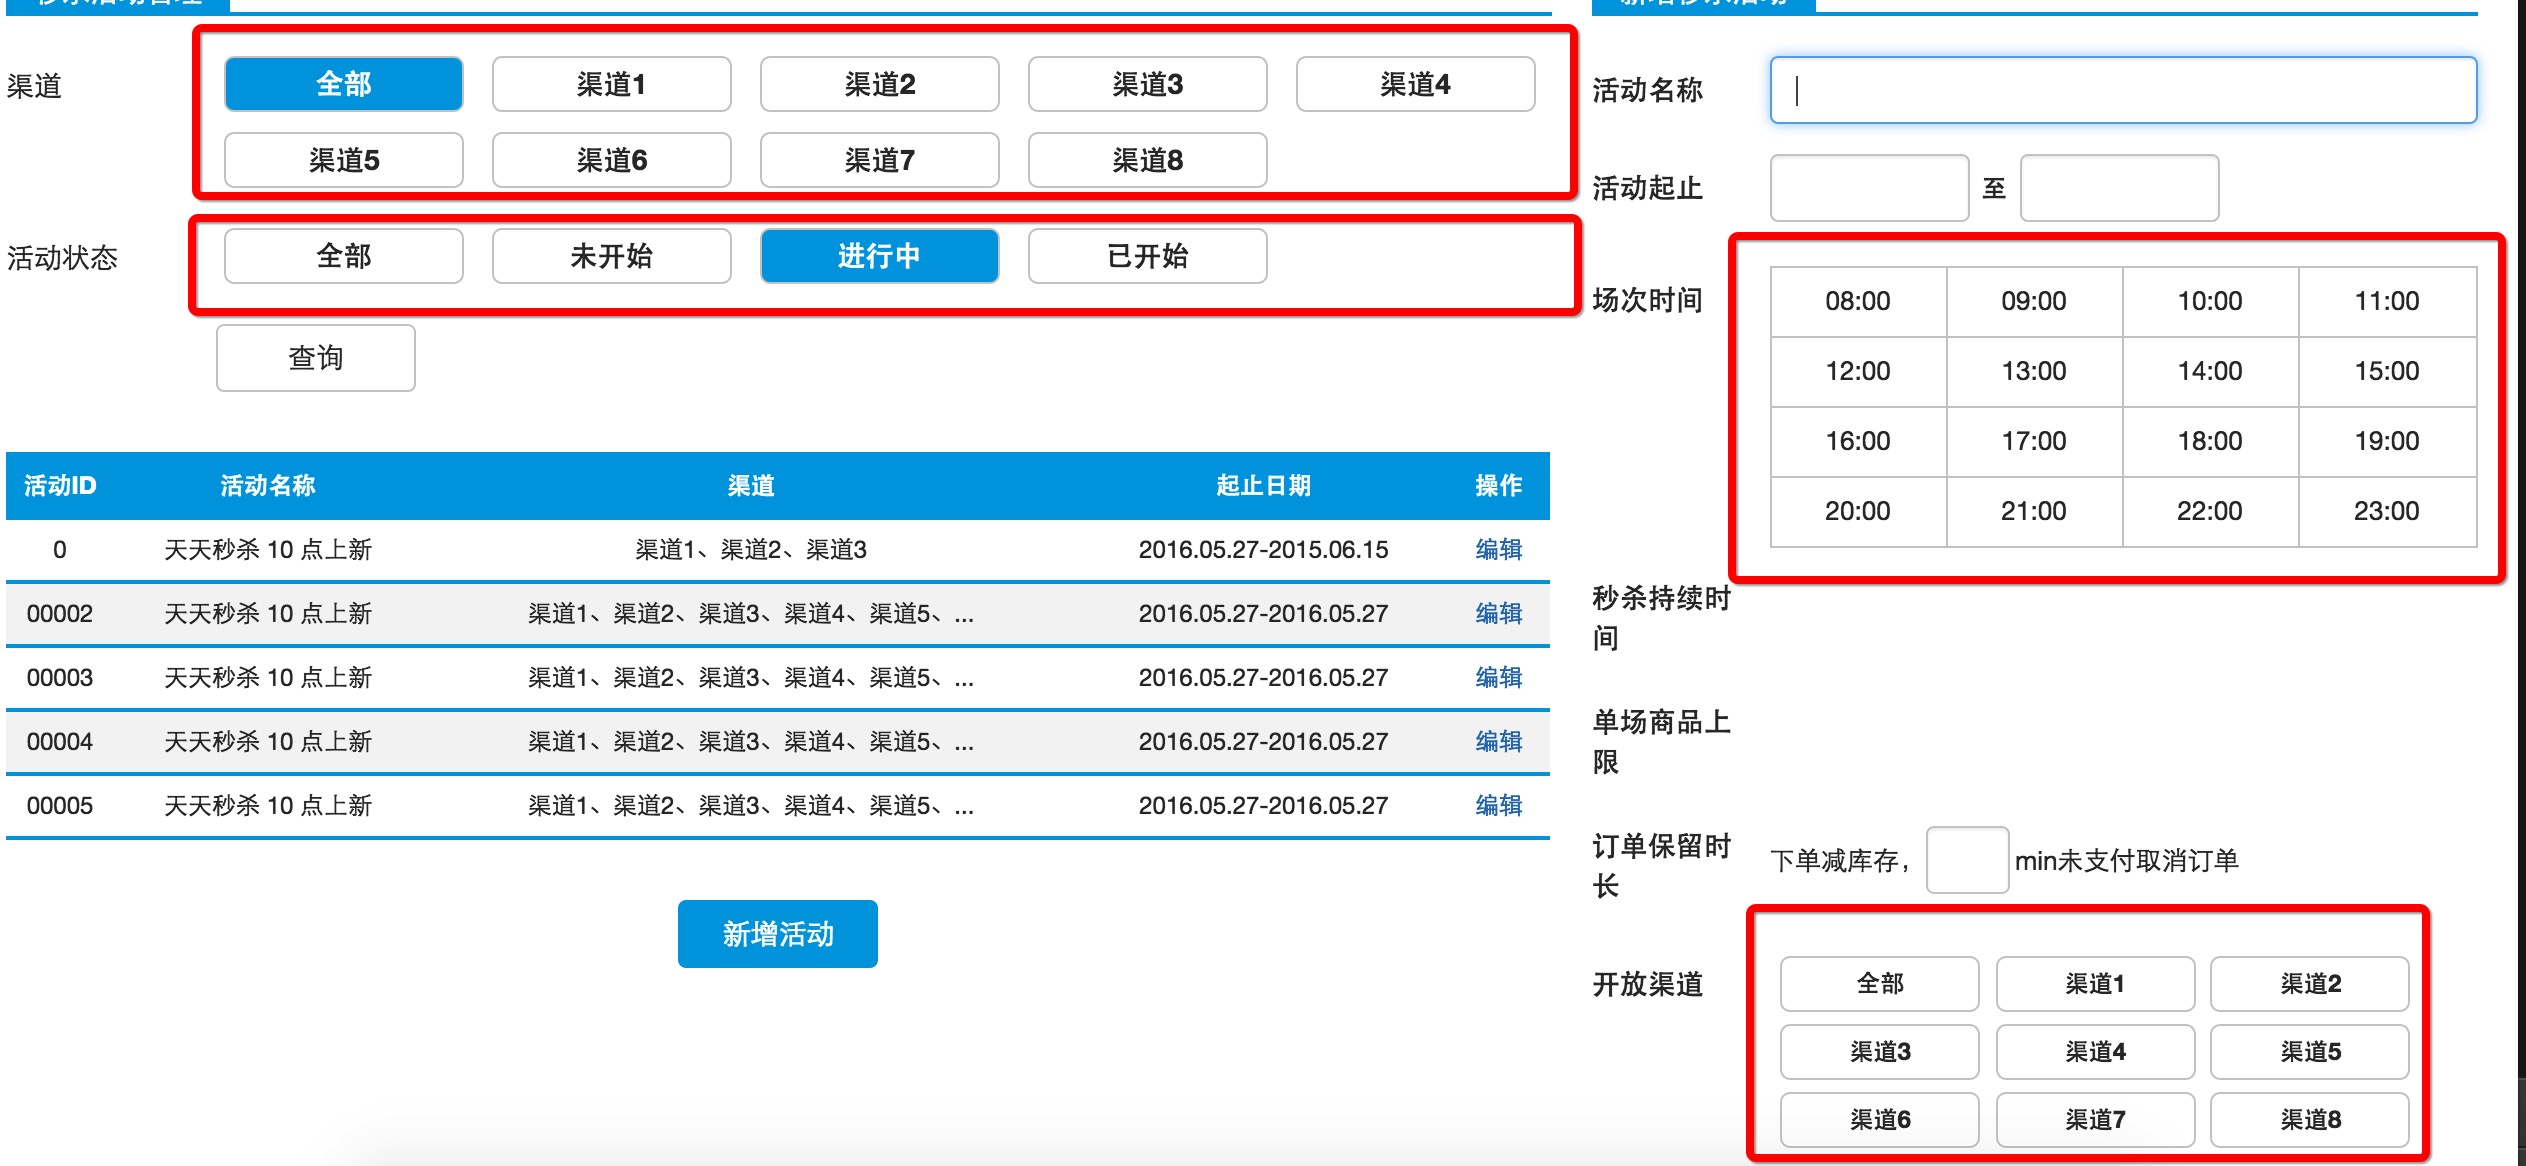 渠道
全部 渠道1 渠道2 渠道3 渠道4
渠道5 渠道6 渠道7 渠道8
活动状态
全部 未开始 进行中 已开始
查询
活动ID 活动名称 渠道 起止日期 操作
0 天天秒杀 10 点上新 渠道1、渠道2、渠道3 2016.05.27-2015.06.15 编辑
00002 天天秒杀 10 点上新 渠道1、渠道2、渠道3、渠道4、渠道5、... 2016.05.27-2016.05.27 编辑
00003 天天秒杀 10 点上新 渠道1、渠道2、渠道3、渠道4、渠道5、... 2016.05.27-2016.05.27 编辑
00004 天天秒杀 10 点上新 渠道1、渠道2、渠道3、渠道4、渠道5、... 2016.05.27-2016.05.27 编辑
00005 天天秒杀 10 点上新 渠道1、渠道2、渠道3、渠道4、渠道5、... 2016.05.27-2016.05.27 编辑
新增活动
活动名称
活动起止 至
场次时间
08:00 09:00 10:00 11:00
12:00 13:00 14:00 15:00
16:00 17:00 18:00 19:00
20:00 21:00 22:00 23:00
秒杀持续时
间
单场商品上
限
订单保留时
长
下单减库存, min未支付取消订单
开放渠道
全部 渠道1 渠道2
渠道3 渠道4 渠道5
渠道6 渠道7 渠道8